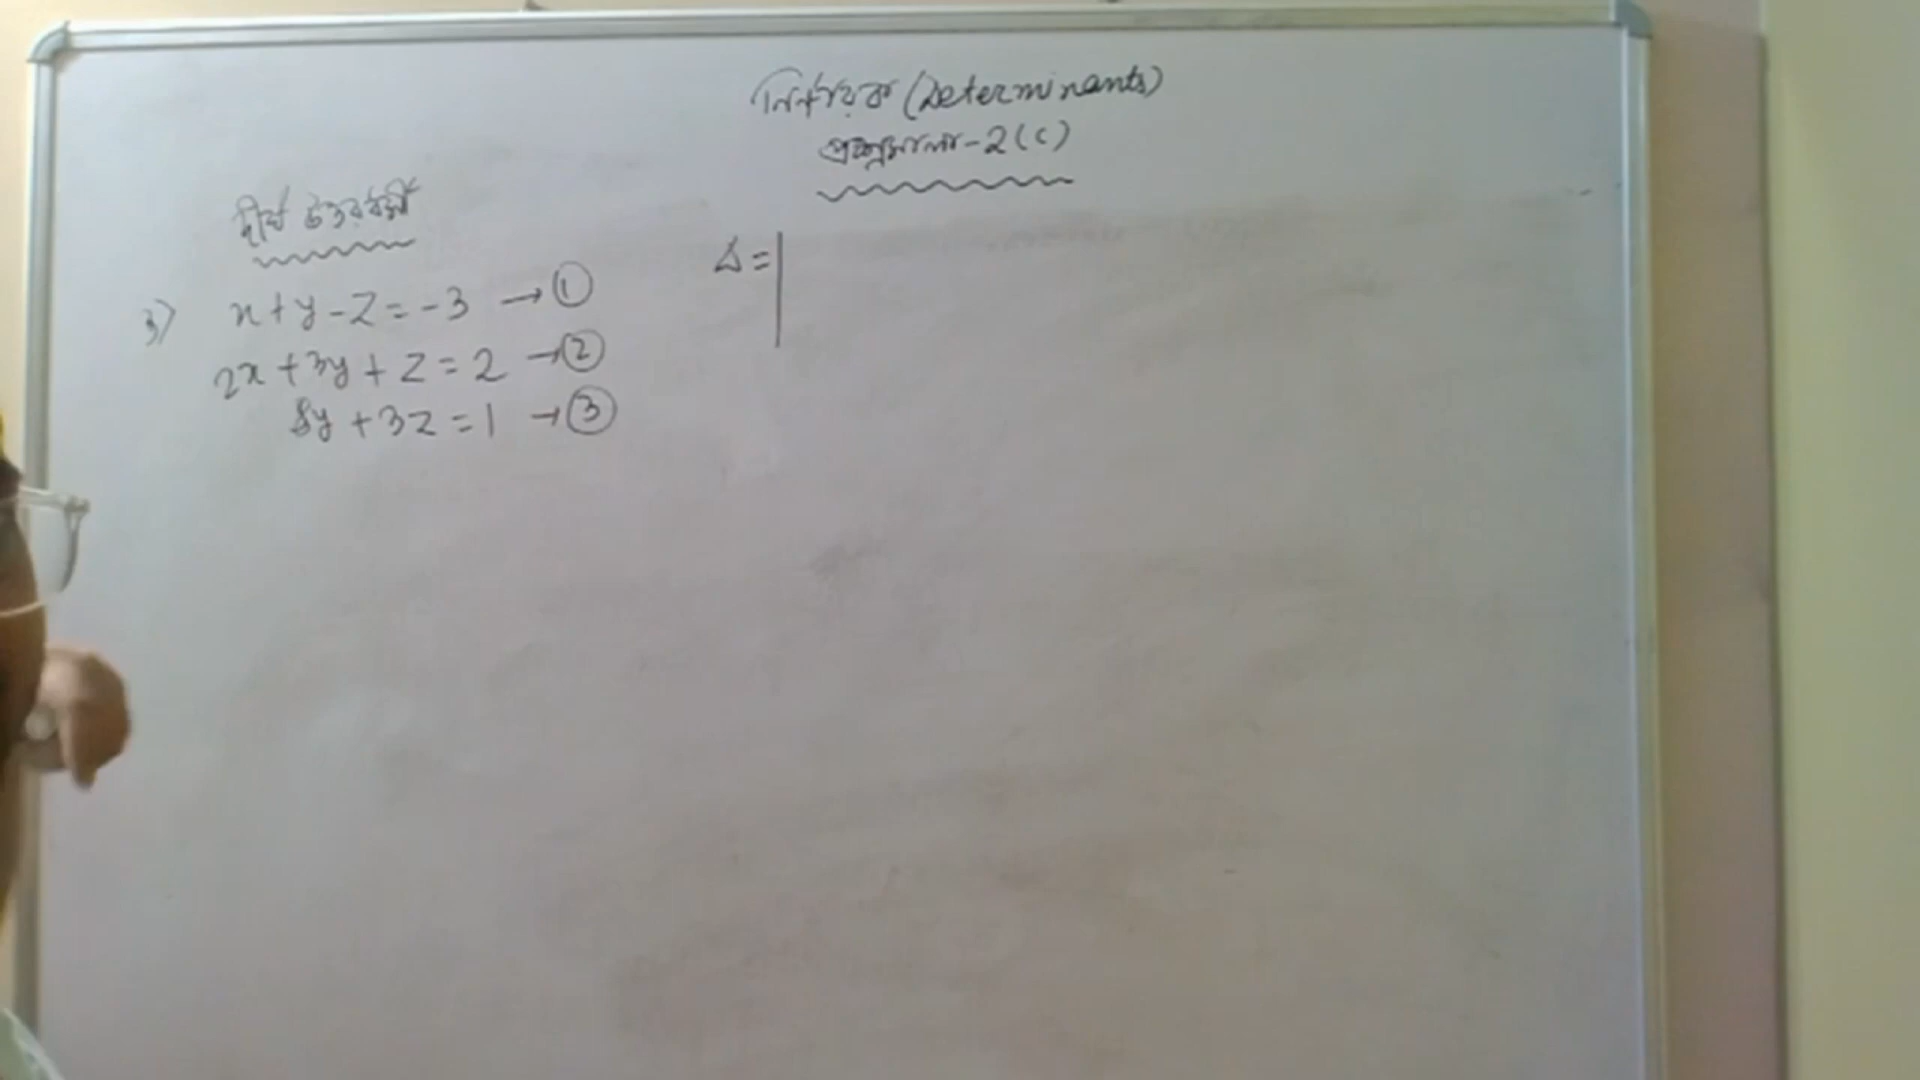 নির্ণায়ক (Determinants)
প্রশ্নমালা-2(C)
দীর্ঘ উত্তরধর্মী
3) x+y-z=-3 → ①
2x+3y+z=2 → ②
8y+3z=1 → ③
Δ=|